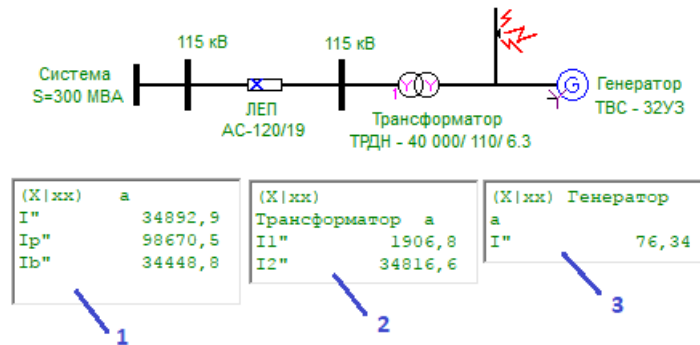 115 кВ
115 кВ
Система
S=300 МВА
ЛЕП
АС-120/19
1
Трансформатор
ТРДН - 40 000/ 110/ 6.3
G
Генератор
ТВС - 32УЗ
(X|xx) a
I" 34892,9
Ip" 98670,5
Ib" 34448,8
(X|xx)
Трансформатор a
I1" 1906,8
I2" 34816,6
(X|xx) Генератор
a
I" 76,34
1
2
3